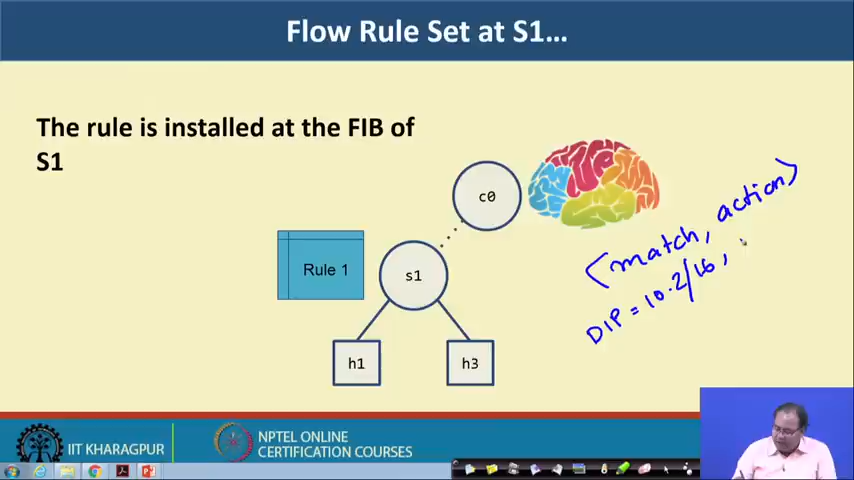 Flow Rule Set at S1...
The rule is installed at the FIB of
S1
c0
Rule 1
s1
h1
h3
<match, action>
DIP = 10.2/16,
IIT KHARAGPUR
NPTEL ONLINE
CERTIFICATION COURSES